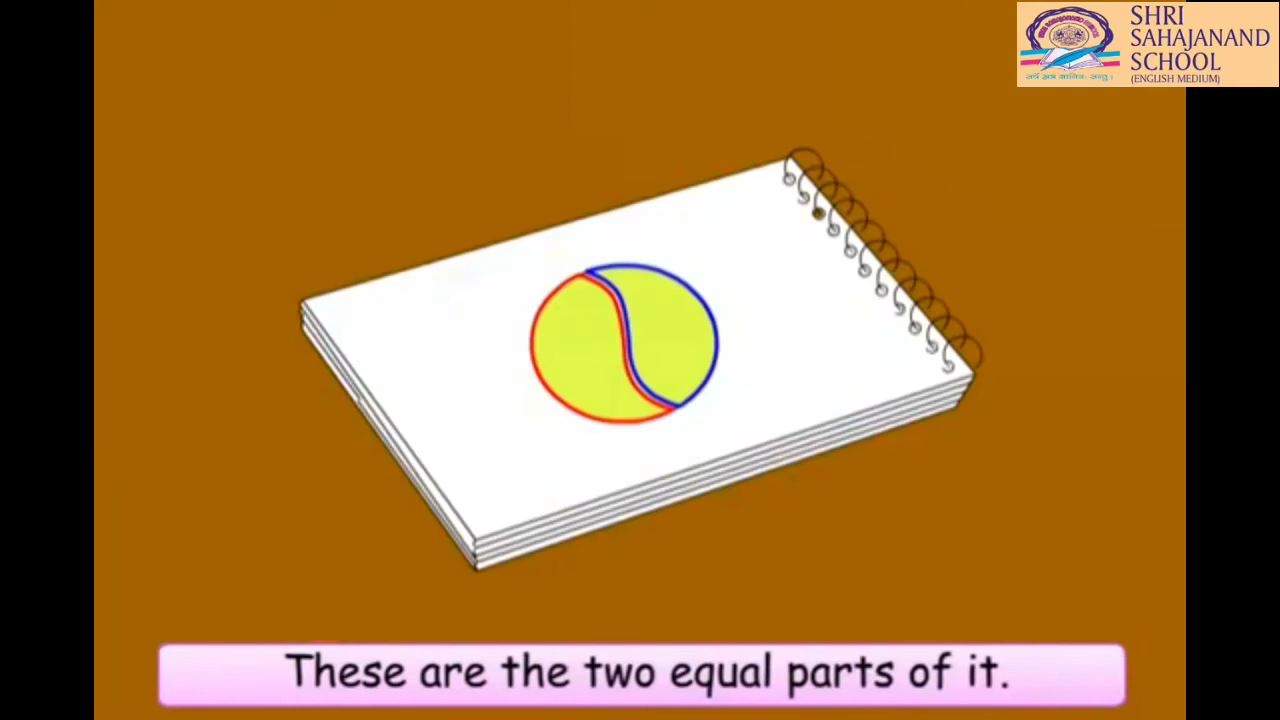 SHRI
SAHAJANAND
SCHOOL
(ENGLISH MEDIUM)
These are the two equal parts of it.